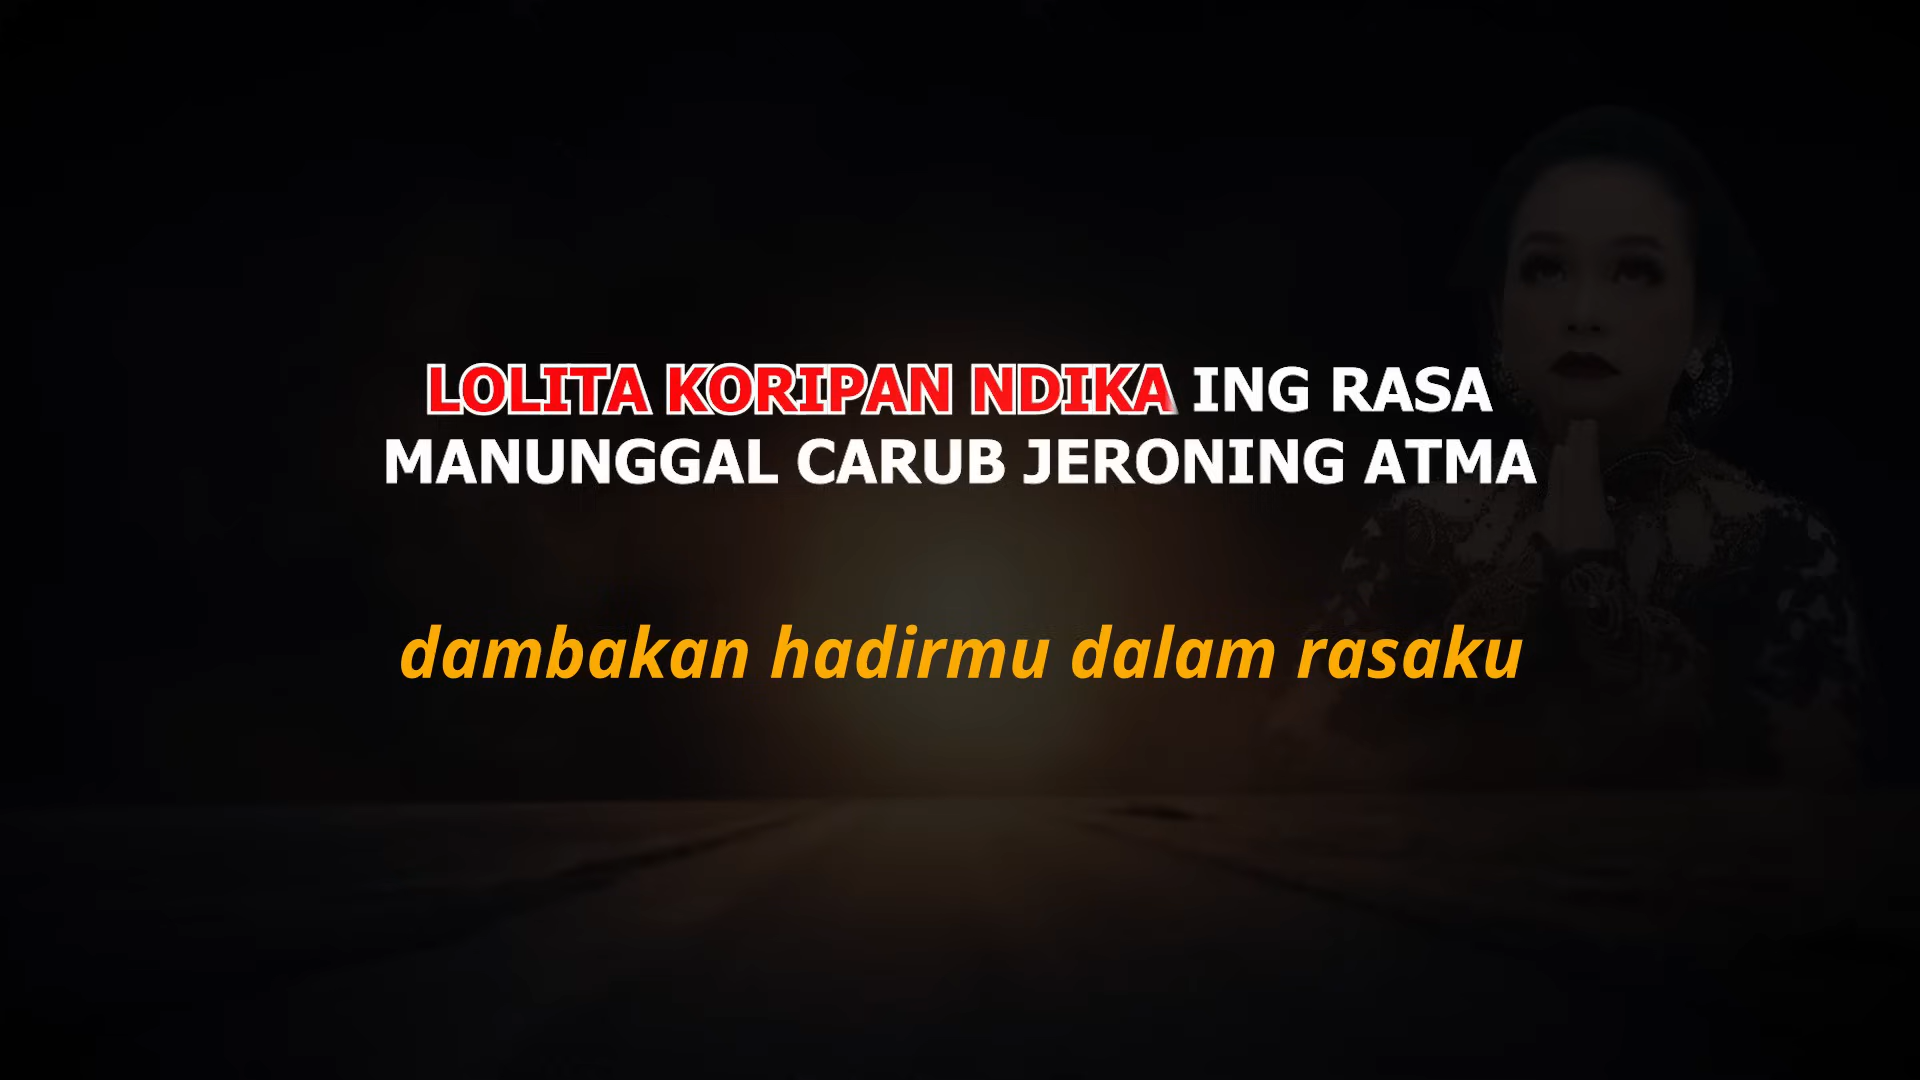 LOLITA KORIPAN NDIKA ING RASA
MANUNGGAL CARUB JERONING ATMA
dambakan hadirmu dalam rasaku